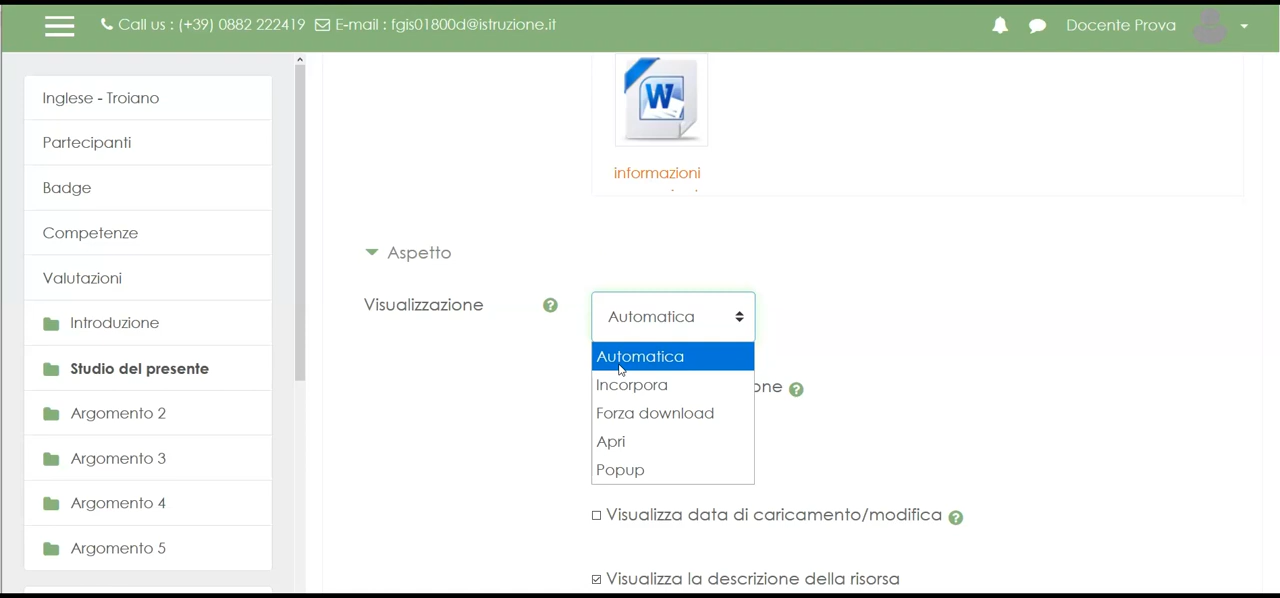 Call us : (+39) 0882 222419 E-mail : fgis01800d@istruzione.it
Docente Prova
Inglese - Troiano
Partecipanti
Badge
Competenze
Valutazioni
Introduzione
Studio del presente
Argomento 2
Argomento 3
Argomento 4
Argomento 5
W
informazioni
Aspetto
Visualizzazione ?
Automatica
Automatica
Incorpora
Forza download
Apri
Popup
one ?
Visualizza data di caricamento/modifica ?
Visualizza la descrizione della risorsa